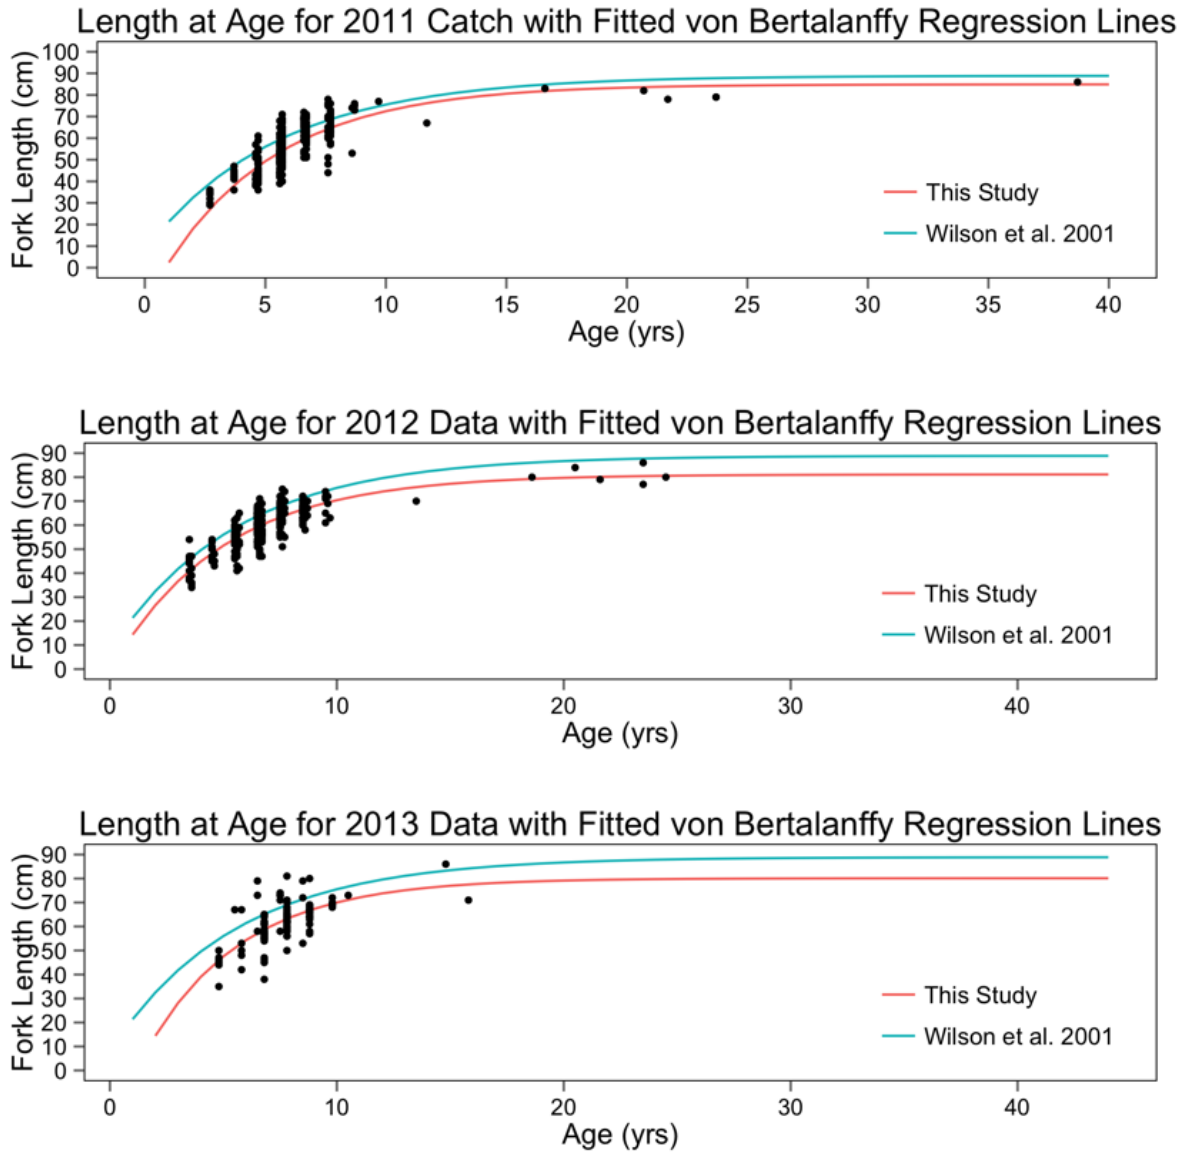 Length at Age for 2011 Catch with Fitted von Bertalanffy Regression Lines
Fork Length (cm)
100
90
80
70
60
50
40
30
20
10
0
This Study
Wilson et al. 2001
0 5 10 15 20 25 30 35 40
Age (yrs)
Length at Age for 2012 Data with Fitted von Bertalanffy Regression Lines
Fork Length (cm)
90
80
70
60
50
40
30
20
10
0
This Study
Wilson et al. 2001
0 10 20 30 40
Age (yrs)
Length at Age for 2013 Data with Fitted von Bertalanffy Regression Lines
Fork Length (cm)
90
80
70
60
50
40
30
20
10
0
This Study
Wilson et al. 2001
0 10 20 30 40
Age (yrs)